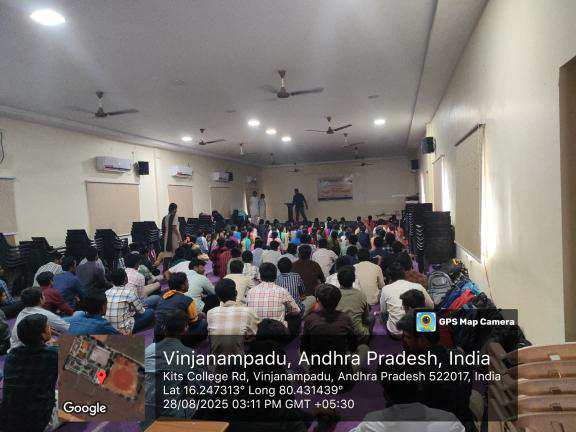 GPS Map Camera
Vinjanampadu, Andhra Pradesh, India
Kits College Rd, Vinjanampadu, Andhra Pradesh 522017, India
Lat 16.247313° Long 80.431439°
28/08/2025 03:11 PM GMT +05:30
Google